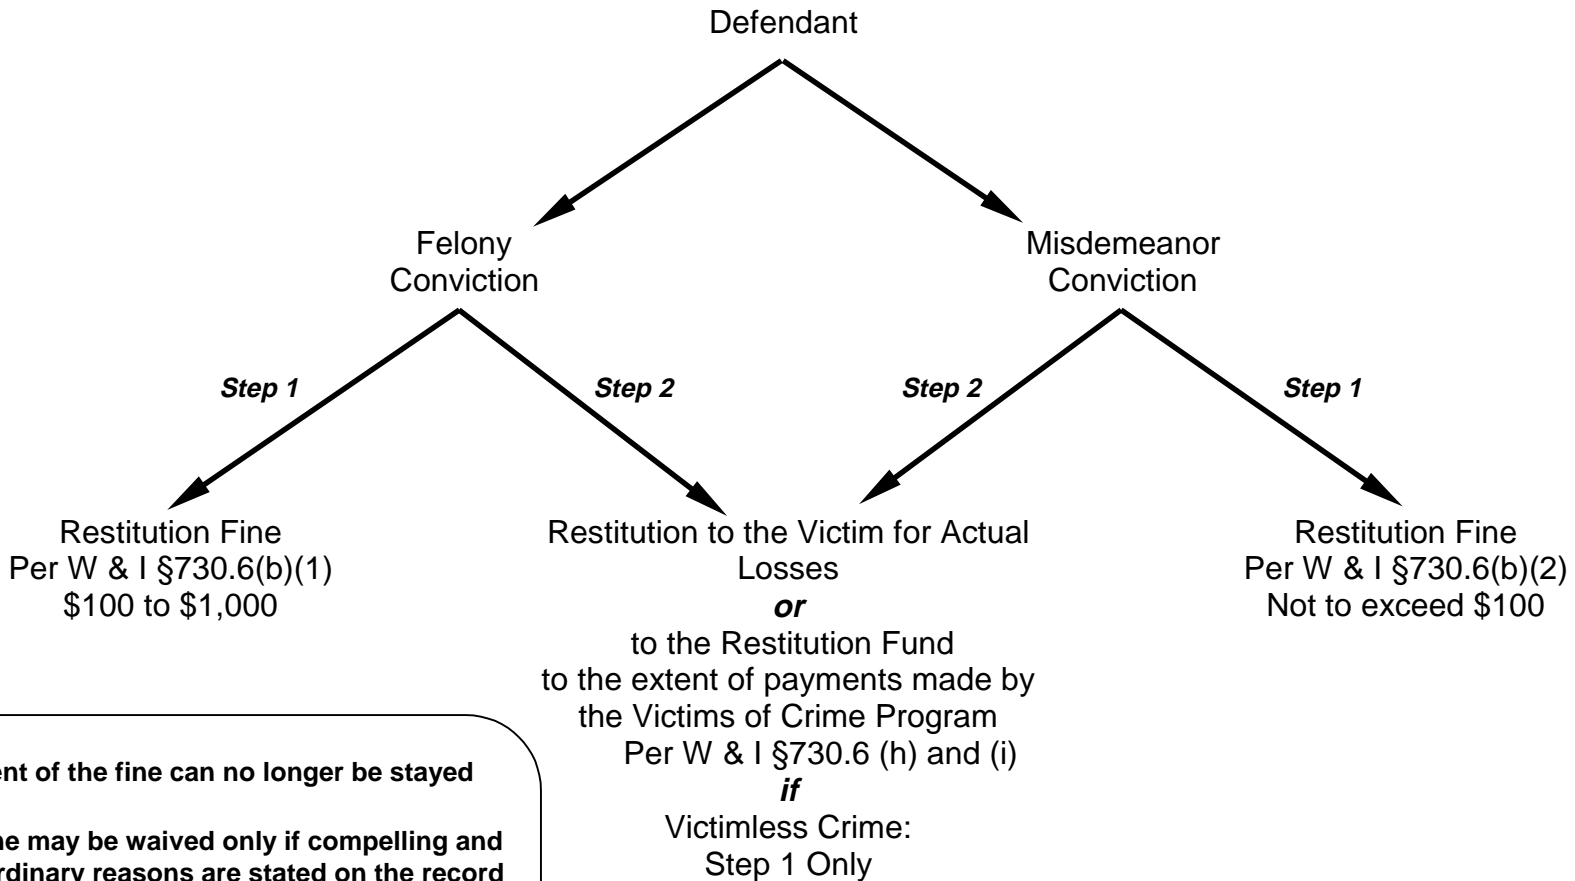 Defendant
Felony
Conviction
Misdemeanor
Conviction
Step 1
Step 2
Step 2
Step 1
Restitution Fine
Per W & I §730.6(b)(1)
$100 to $1,000
Restitution to the Victim for Actual
Losses
or
to the Restitution Fund
to the extent of payments made by
the Victims of Crime Program
Per W & I §730.6 (h) and (i)
if
Victimless Crime:
Step 1 Only
Restitution Fine
Per W & I §730.6(b)(2)
Not to exceed $100
of the fine can no longer be stayed
may be waived only if compelling and
reasons are stated on the record